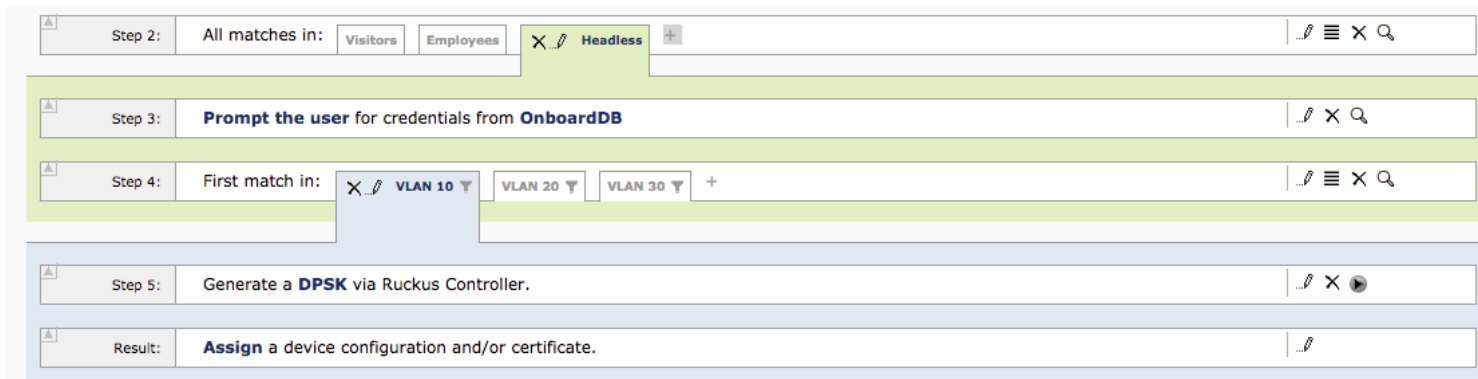 Step 2: All matches in: Visitors Employees Headless +
Step 3: Prompt the user for credentials from OnboardDB
Step 4: First match in: VLAN 10 VLAN 20 VLAN 30 +
Step 5: Generate a DPSK via Ruckus Controller.
Result: Assign a device configuration and/or certificate.